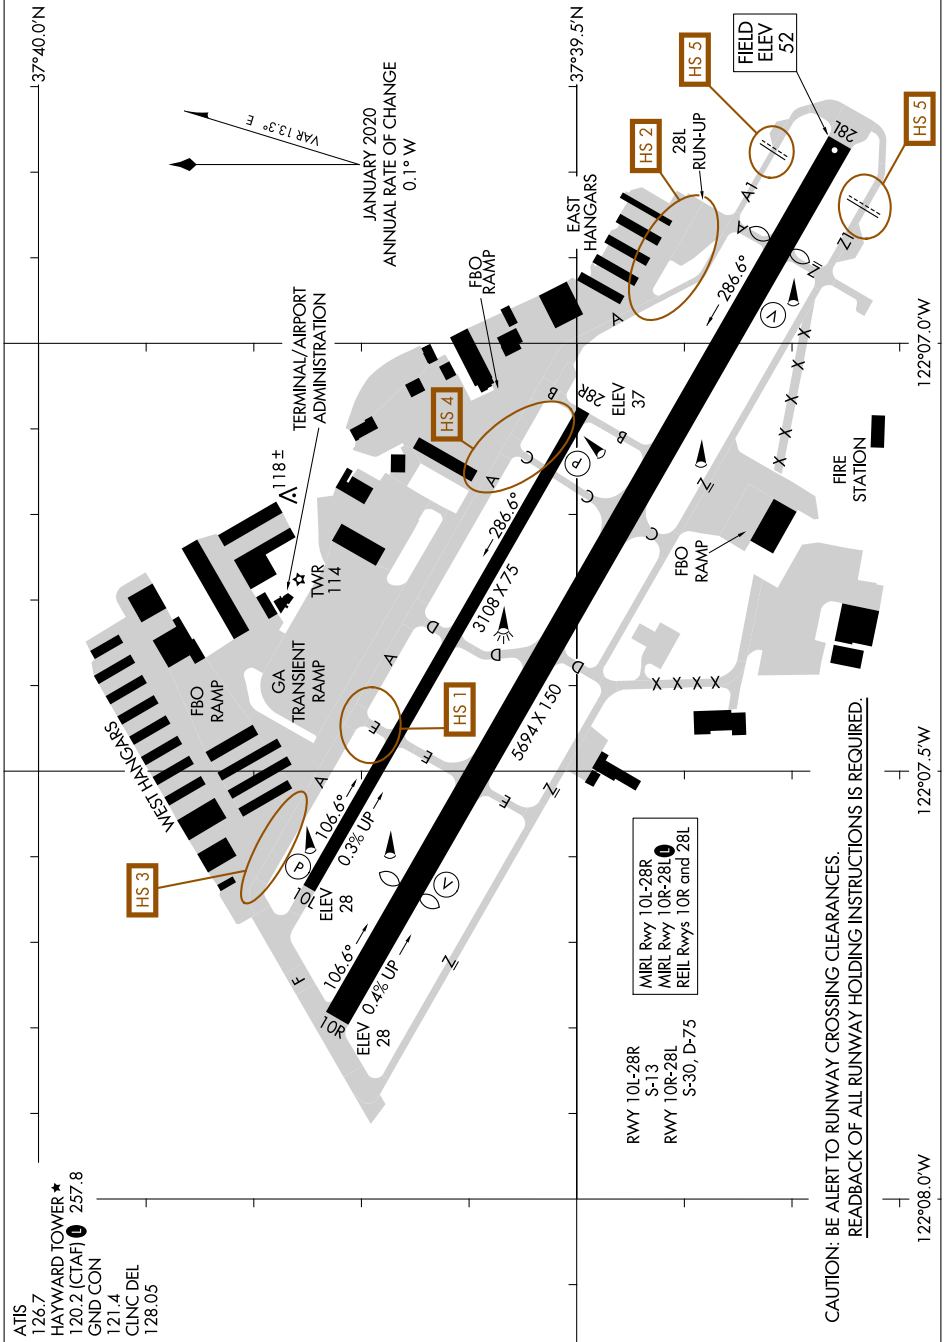 ATIS
126.7
HAYWARD TOWER ★
120.2 (CTAF) L 257.8
GND CON
121.4
CLNC DEL
128.05
37°40.0'N
37°39.5'N
VAR 13.3° E
JANUARY 2020
ANNUAL RATE OF CHANGE
0.1° W
FIELD
ELEV
52
HS 5
HS 5
HS 2
28L
RUN-UP
EAST
HANGARS
A1
A
Z
Z1
28L
286.6°
V
A
FBO
RAMP
TERMINAL/AIRPORT
ADMINISTRATION
118±
HS 4
B
28R
ELEV
37
B
P
C
C
C
A
286.6°
3108 X 75
TWR
114
Z
X X X X X
FIRE
STATION
FBO
RAMP
122°07.0'W
D
D
D
A
GA
TRANSIENT
RAMP
FBO
RAMP
HS 1
E
E
E
5694 X 150
X X X X
Z
WEST HANGARS
A
HS 3
122°07.5'W
P
106.6°
0.3% UP
10L
ELEV
28
V
106.6°
0.4% UP
10R
ELEV
28
F
Z
MIRL Rwy 10L-28R
MIRL Rwy 10R-28L L
REIL Rwys 10R and 28L
RWY 10L-28R
S-13
RWY 10R-28L
S-30, D-75
122°08.0'W
CAUTION: BE ALERT TO RUNWAY CROSSING CLEARANCES.
READBACK OF ALL RUNWAY HOLDING INSTRUCTIONS IS REQUIRED.